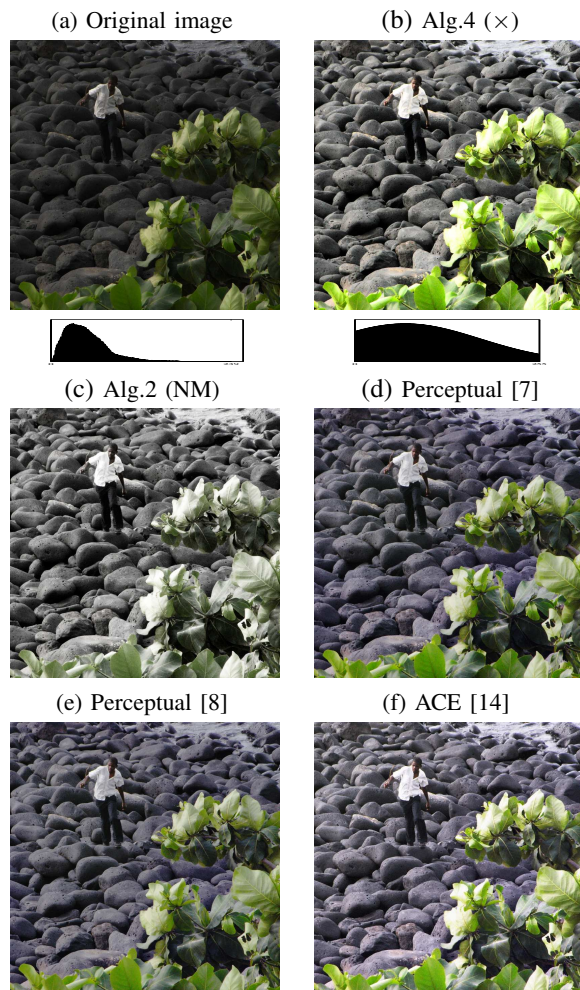 (a) Original image
(b) Alg.4 (×)
(c) Alg.2 (NM)
(d) Perceptual [7]
(e) Perceptual [8]
(f) ACE [14]